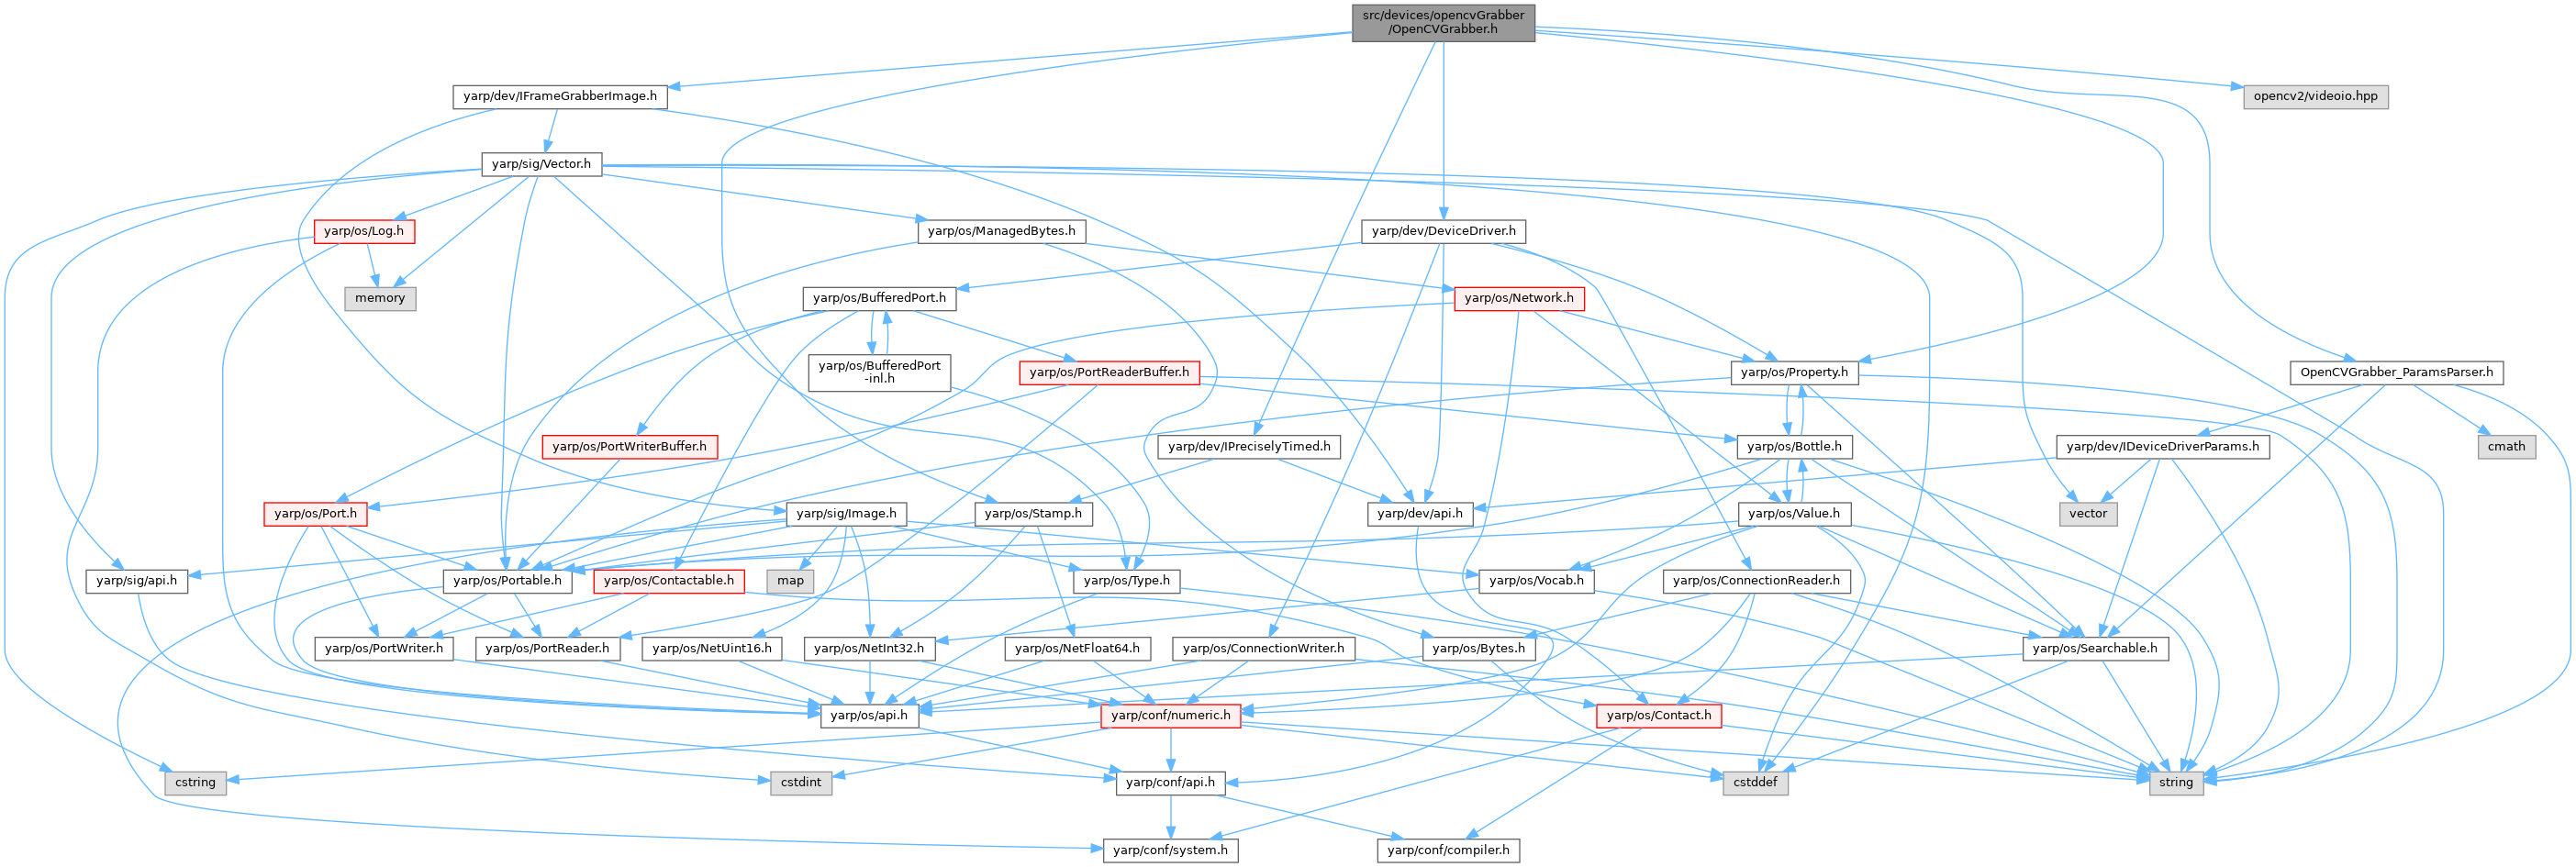 src/devices/opencvGrabber
/OpenCVGrabber.h
yarp/dev/IFrameGrabberImage.h
opencv2/videoio.hpp
yarp/sig/Vector.h
yarp/os/Log.h
yarp/os/ManagedBytes.h
yarp/dev/DeviceDriver.h
memory
yarp/os/BufferedPort.h
yarp/os/Network.h
yarp/os/BufferedPort
-inl.h
yarp/os/PortReaderBuffer.h
yarp/os/Property.h
OpenCVGrabber_ParamsParser.h
yarp/os/PortWriterBuffer.h
yarp/dev/IPreciselyTimed.h
yarp/os/Bottle.h
yarp/dev/IDeviceDriverParams.h
cmath
yarp/os/Port.h
yarp/sig/Image.h
yarp/os/Stamp.h
yarp/dev/api.h
yarp/os/Value.h
vector
yarp/sig/api.h
yarp/os/Portable.h
yarp/os/Contactable.h
map
yarp/os/Type.h
yarp/os/Vocab.h
yarp/os/ConnectionReader.h
yarp/os/PortWriter.h
yarp/os/PortReader.h
yarp/os/NetUint16.h
yarp/os/NetInt32.h
yarp/os/NetFloat64.h
yarp/os/ConnectionWriter.h
yarp/os/Bytes.h
yarp/os/Searchable.h
yarp/os/api.h
yarp/conf/numeric.h
yarp/os/Contact.h
cstring
cstdint
yarp/conf/api.h
cstddef
string
yarp/conf/system.h
yarp/conf/compiler.h